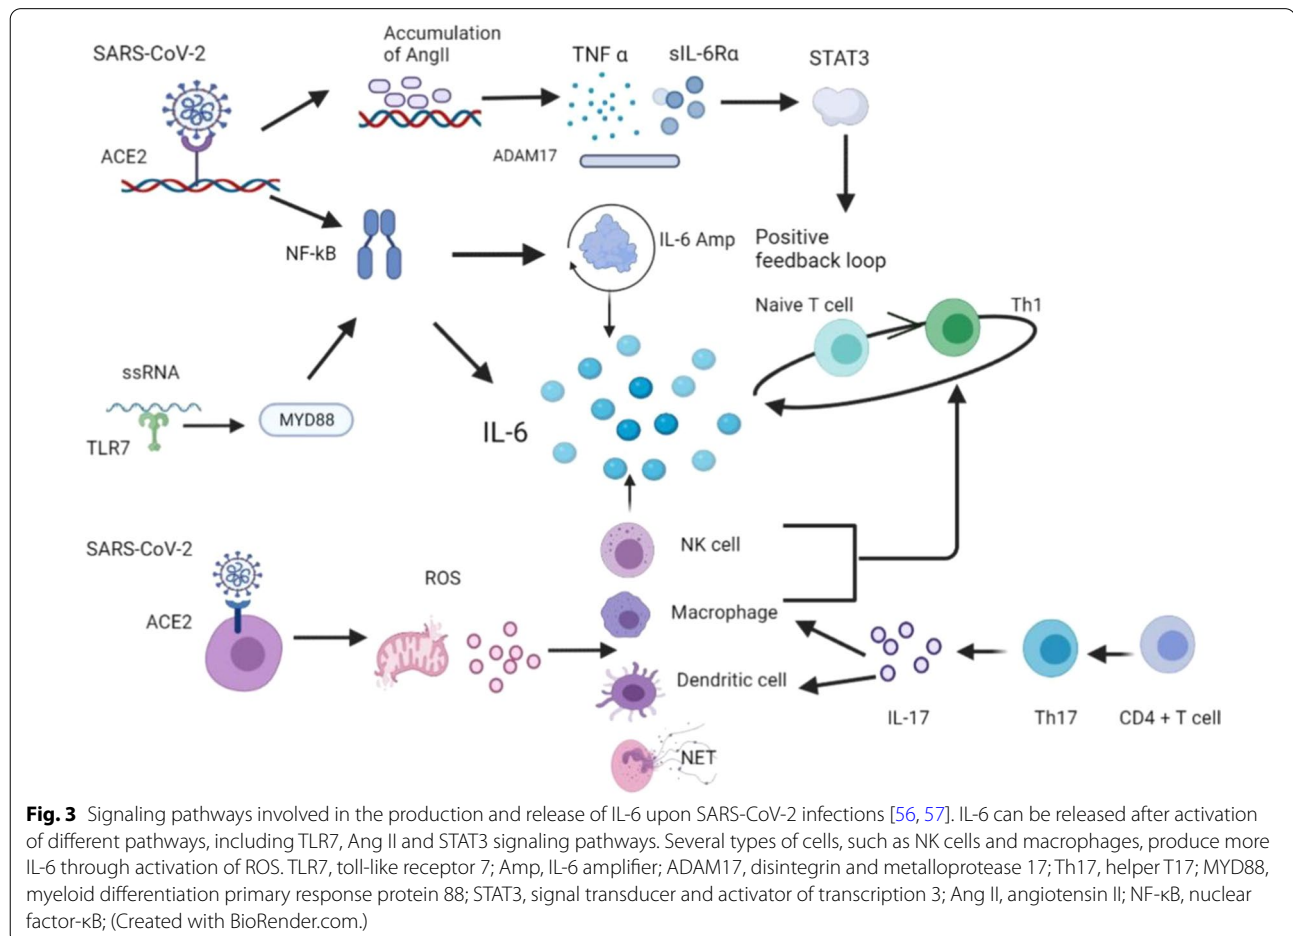 SARS-CoV-2
Accumulation
of AngII
TNF α
sIL-6Rα
STAT3
ACE2
ADAM17
NF-kB
IL-6 Amp
Positive
feedback loop
Naive T cell
Th1
ssRNA
MYD88
TLR7
IL-6
SARS-CoV-2
ROS
ACE2
NK cell
Macrophage
Dendritic cell
NET
IL-17
Th17
CD4 + T cell
Fig. 3 Signaling pathways involved in the production and release of IL-6 upon SARS-CoV-2 infections [56, 57]. IL-6 can be released after activation
of different pathways, including TLR7, Ang II and STAT3 signaling pathways. Several types of cells, such as NK cells and macrophages, produce more
IL-6 through activation of ROS. TLR7, toll-like receptor 7; Amp, IL-6 amplifier; ADAM17, disintegrin and metalloprotease 17; Th17, helper T17; MYD88,
myeloid differentiation primary response protein 88; STAT3, signal transducer and activator of transcription 3; Ang II, angiotensin II; NF-κB, nuclear
factor-κB; (Created with BioRender.com.)